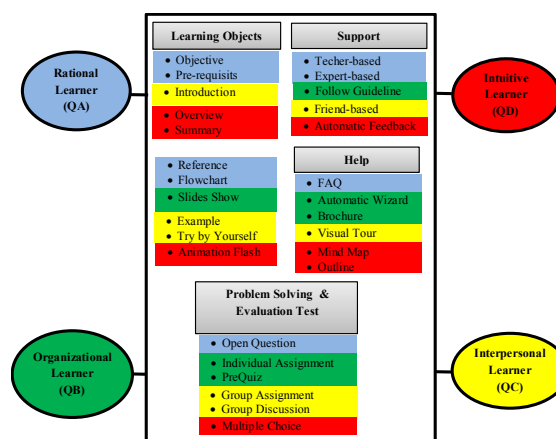 Learning Objects
• Objective
• Pre-requisits
• Introduction
• Overview
• Summary
• Reference
• Flowchart
• Slides Show
• Example
• Try by Yourself
• Animation Flash
Support
• Techer-based
• Expert-based
• Follow Guideline
• Friend-based
• Automatic Feedback
Help
• FAQ
• Automatic Wizard
• Brochure
• Visual Tour
• Mind Map
• Outline
Problem Solving &
Evaluation Test
• Open Question
• Individual Assignment
• PreQuiz
• Group Assignment
• Group Discussion
• Multiple Choice
Rational
Learner
(QA)
Intuitive
Learner
(QD)
Organizational
Learner
(QB)
Interpersonal
Learner
(QC)